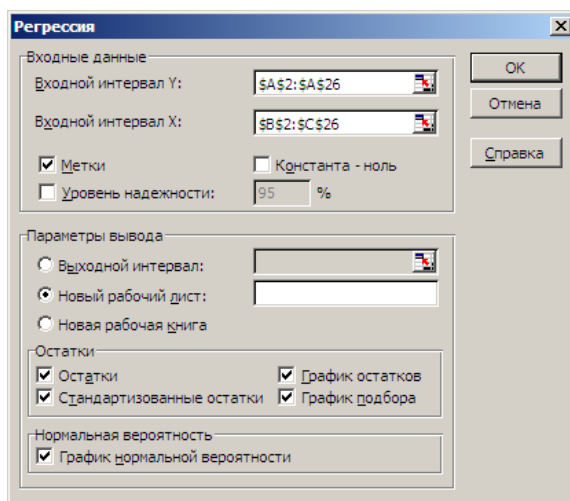 Регрессия
Входные данные
Входной интервал Y: $A$2:$A$26
Входной интервал X: $B$2:$C$26
Метки Константа - ноль
Уровень надежности: 95 %
OK
Отмена
Справка
Параметры вывода
Выходной интервал:
Новый рабочий лист:
Новая рабочая книга
Остатки
Остатки График остатков
Стандартизованные остатки График подбора
Нормальная вероятность
График нормальной вероятности